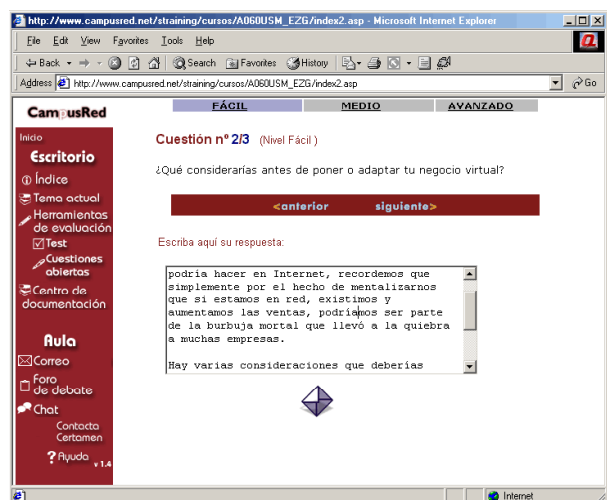 http://www.campusred.net/straining/cursos/A060USM_EZG/index2.asp - Microsoft Internet Explorer
File Edit View Favorites Tools Help
Back Search Favorites History
Address http://www.campusred.net/straining/cursos/A060USM_EZG/index2.asp Go
CampusRed
FÁCIL MEDIO AVANZADO
Inicio
Escritorio
Índice
Tema actual
Herramientas
de evaluación
Test
Cuestiones
abiertas
Centro de
documentación
Aula
Correo
Foro
de debate
Chat
Contacta
Certamen
? Ayuda v 1.4
Cuestión nº 2/3 (Nivel Fácil )
¿Qué considerarías antes de poner o adaptar tu negocio virtual?
<anterior siguiente>
Escriba aquí su respuesta:
podría hacer en Internet, recordemos que
simplemente por el hecho de mentalizarnos
que si estamos en red, existimos y
aumentamos las ventas, podríamos ser parte
de la burbuja mortal que llevó a la quiebra
a muchas empresas.
Hay varias consideraciones que deberías
Internet